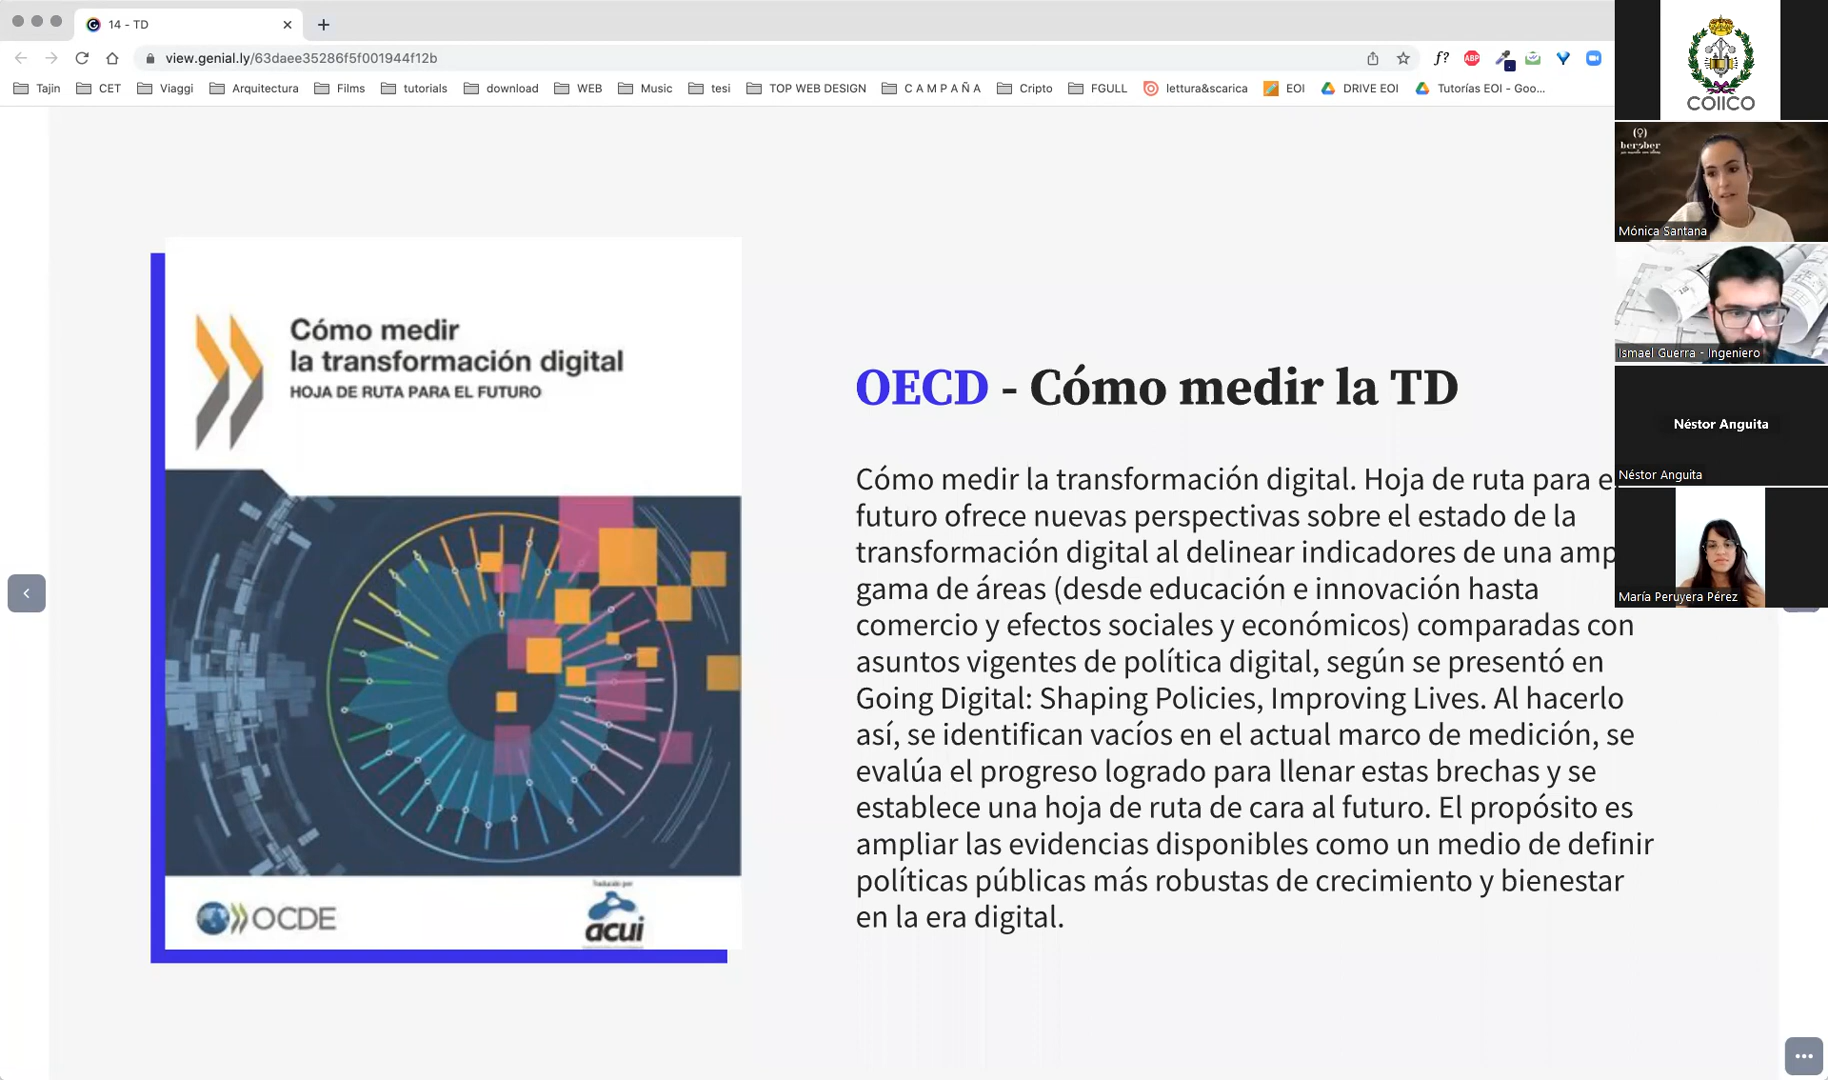 14 - TD
view.genial.ly/63daee35286f5f001944f12b
f?
ABP
Tajin
CET
Viaggi
Arquitectura
Films
tutorials
download
WEB
Music
tesi
TOP WEB DESIGN
C A M P A Ñ A
Cripto
FGULL
lettura&scarica
EOI
DRIVE EOI
Tutorías EOI - Goo...
Cómo medir
la transformación digital
HOJA DE RUTA PARA EL FUTURO
OCDE
Traducido por
acui
OECD - Cómo medir la TD
Cómo medir la transformación digital. Hoja de ruta para e
futuro ofrece nuevas perspectivas sobre el estado de la
transformación digital al delinear indicadores de una amp
gama de áreas (desde educación e innovación hasta
comercio y efectos sociales y económicos) comparadas con
asuntos vigentes de política digital, según se presentó en
Going Digital: Shaping Policies, Improving Lives. Al hacerlo
así, se identifican vacíos en el actual marco de medición, se
evalúa el progreso logrado para llenar estas brechas y se
establece una hoja de ruta de cara al futuro. El propósito es
ampliar las evidencias disponibles como un medio de definir
políticas públicas más robustas de crecimiento y bienestar
en la era digital.
COIICO
Mónica Santana
Ismael Guerra - Ingeniero
Néstor Anguita
Néstor Anguita
María Peruyera Pérez